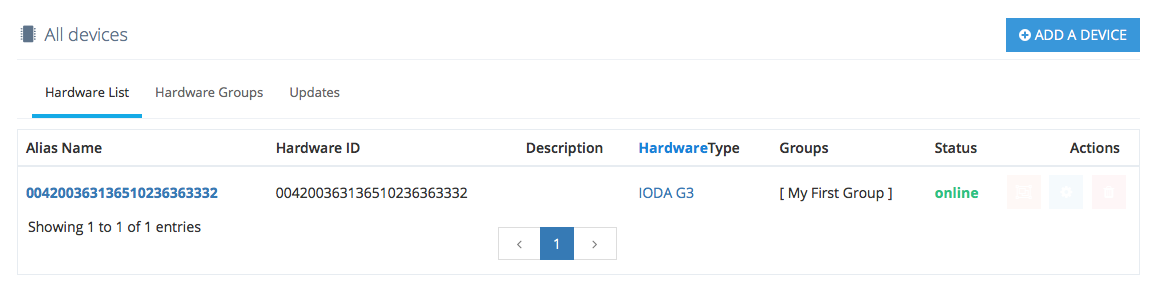 All devices
ADD A DEVICE
Hardware List Hardware Groups Updates
Alias Name Hardware ID Description HardwareType Groups Status Actions
004200363136510236363332 004200363136510236363332 IODA G3 [ My First Group ] online
Showing 1 to 1 of 1 entries
‹ 1 ›